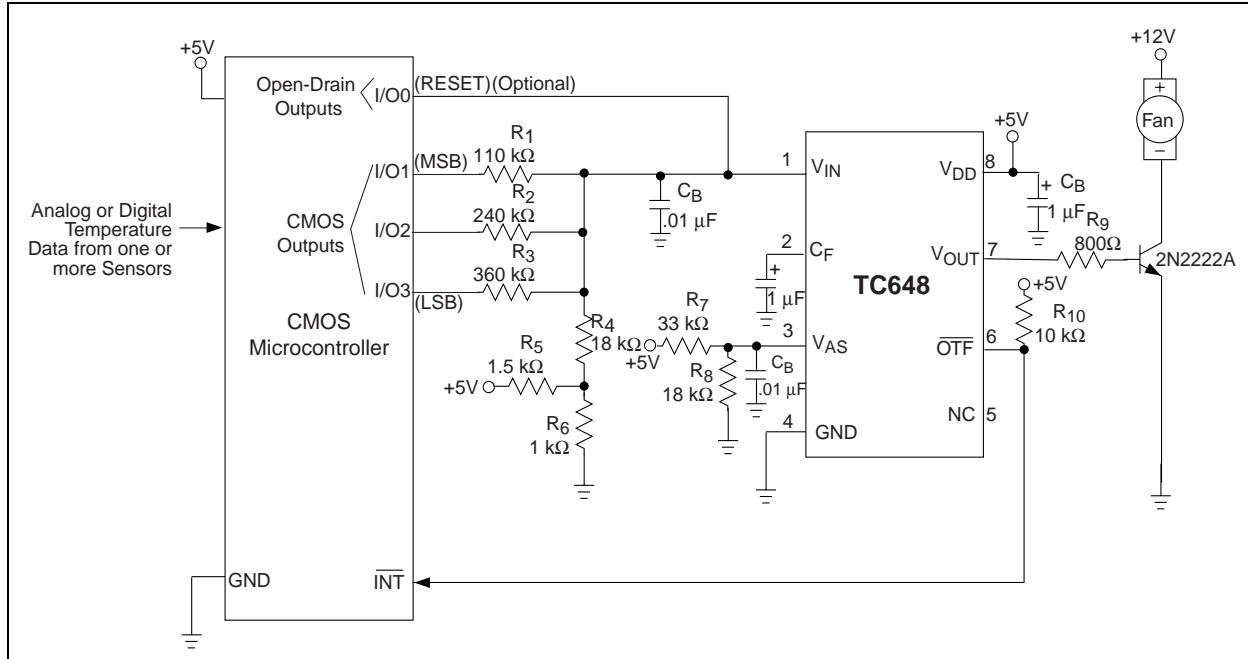 +5V
Open-Drain
Outputs
I/O0
(RESET)
(Optional)
I/O1
(MSB)
I/O2
I/O3
(LSB)
CMOS
Outputs
Analog or Digital
Temperature
Data from one or
more Sensors
CMOS
Microcontroller
GND
INT
R1
110 kΩ
R2
240 kΩ
R3
360 kΩ
R4
18 kΩ
R5
1.5 kΩ
+5V
R6
1 kΩ
CB
.01 µF
+
1 µF
R7
33 kΩ
+5V
R8
18 kΩ
CB
.01 µF
1
VIN
2
CF
3
VAS
4
GND
TC648
VDD
8
VOUT
7
OTF
6
NC
5
+5V
+
CB
1 µF
R9
800Ω
+5V
R10
10 kΩ
+12V
+
Fan
–
2N2222A